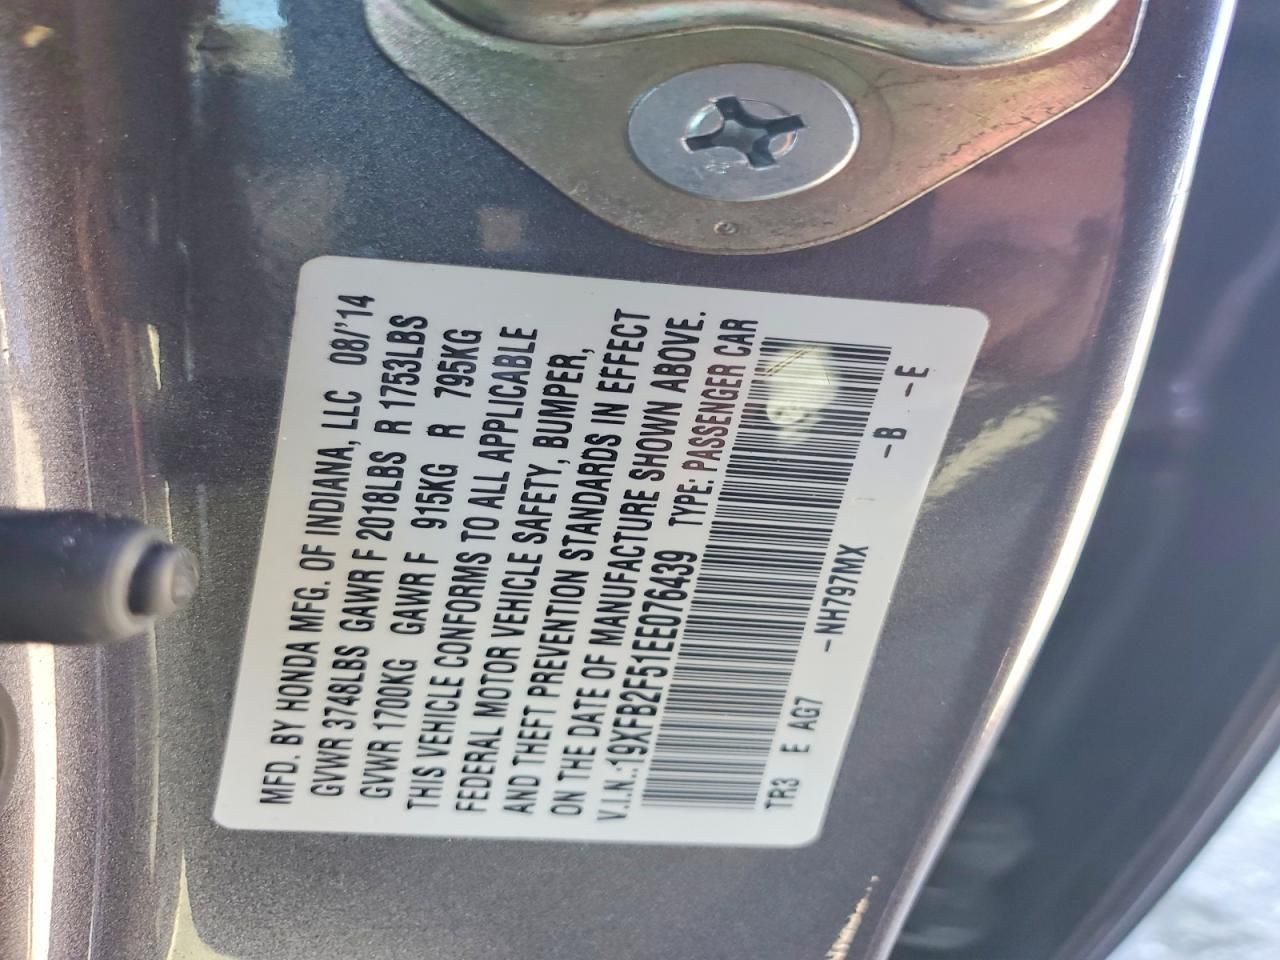 MFD. BY HONDA MFG. OF INDIANA, LLC 08/'14
GVWR 3748LBS GAWR F 2018LBS R 1753LBS
GVWR 1700KG GAWR F 915KG R 795KG
THIS VEHICLE CONFORMS TO ALL APPLICABLE
FEDERAL MOTOR VEHICLE SAFETY, BUMPER,
AND THEFT PREVENTION STANDARDS IN EFFECT
ON THE DATE OF MANUFACTURE SHOWN ABOVE.
V.I.N.:19XFB2F51EE076439 TYPE: PASSENGER CAR
TR3 E AG7 -NH797MX -B -E